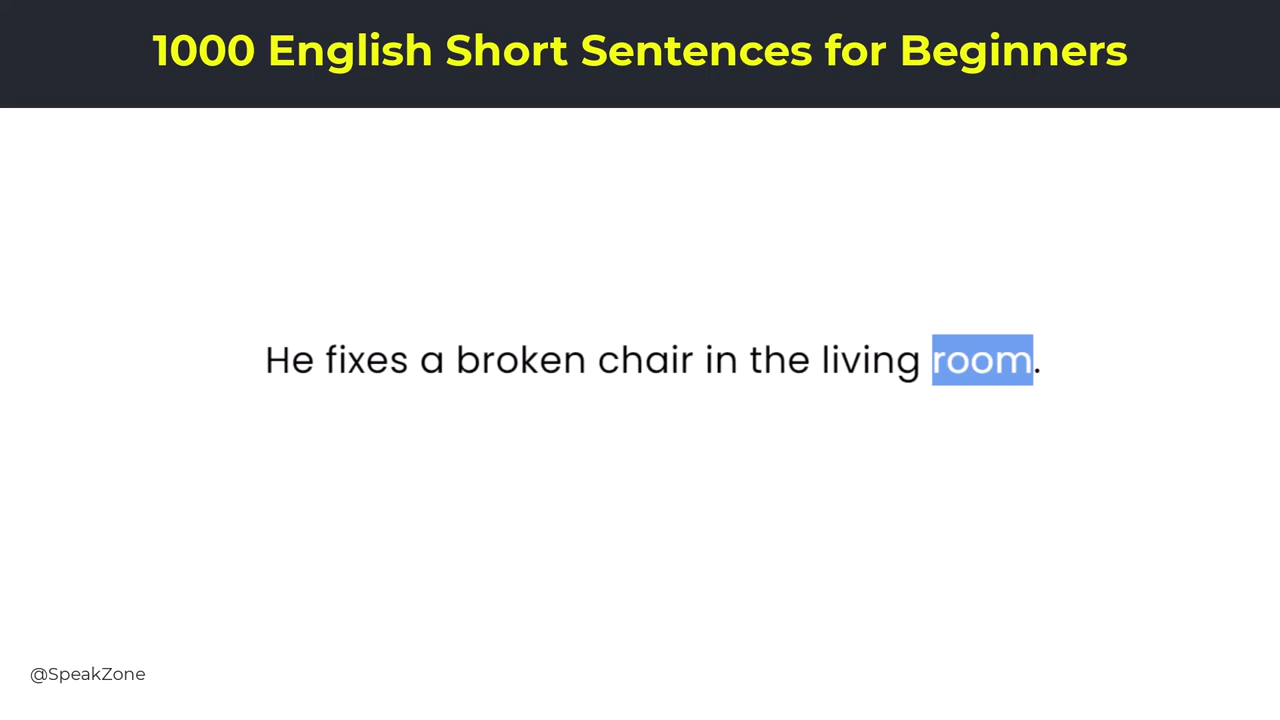 1000 English Short Sentences for Beginners
He fixes a broken chair in the living room.
@SpeakZone